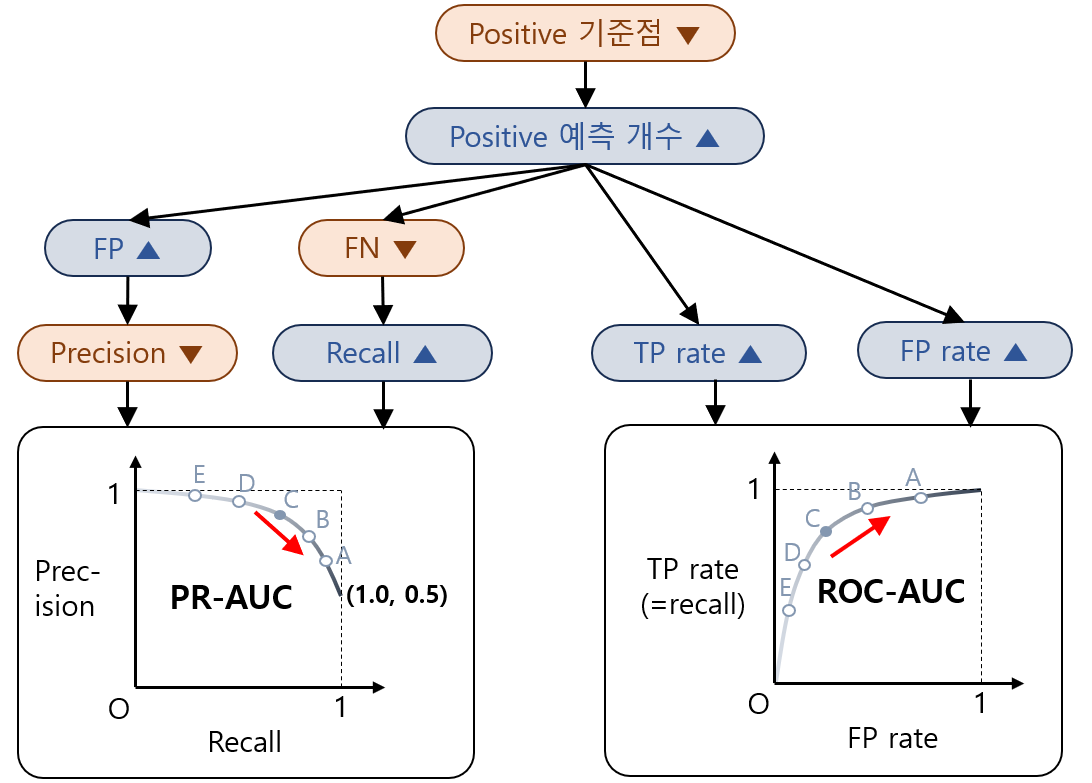 Positive 기준점 ▼
Positive 예측 개수 ▲
FP ▲
FN ▼
Precision ▼
Recall ▲
TP rate ▲
FP rate ▲
1
E
D
C
B
A
Prec-
ision
PR-AUC
(1.0, 0.5)
O
1
Recall
1
A
B
C
D
E
TP rate
(=recall)
ROC-AUC
O
1
FP rate